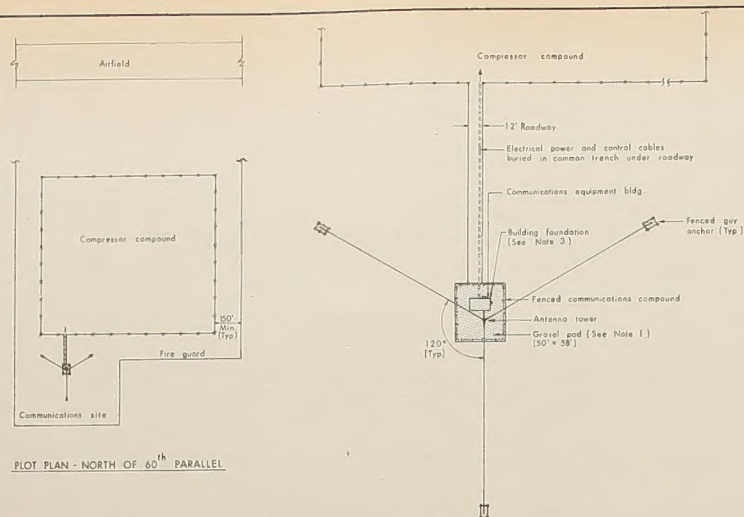 Airfield
Compressor compound
150'
Min.
(Typ)
Fire guard
Communications site
PLOT PLAN - NORTH OF 60th PARALLEL
Compressor compound
12' Roadway
Electrical power and control cables
buried in common trench under roadway.
Communications equipment bldg.
Building foundation
(See Note 3.)
Fenced guy
anchor (Typ)
Fenced communications compound
Antenna tower
Gravel pad (See Note 1.)
(50' x 58')
120°
(Typ)